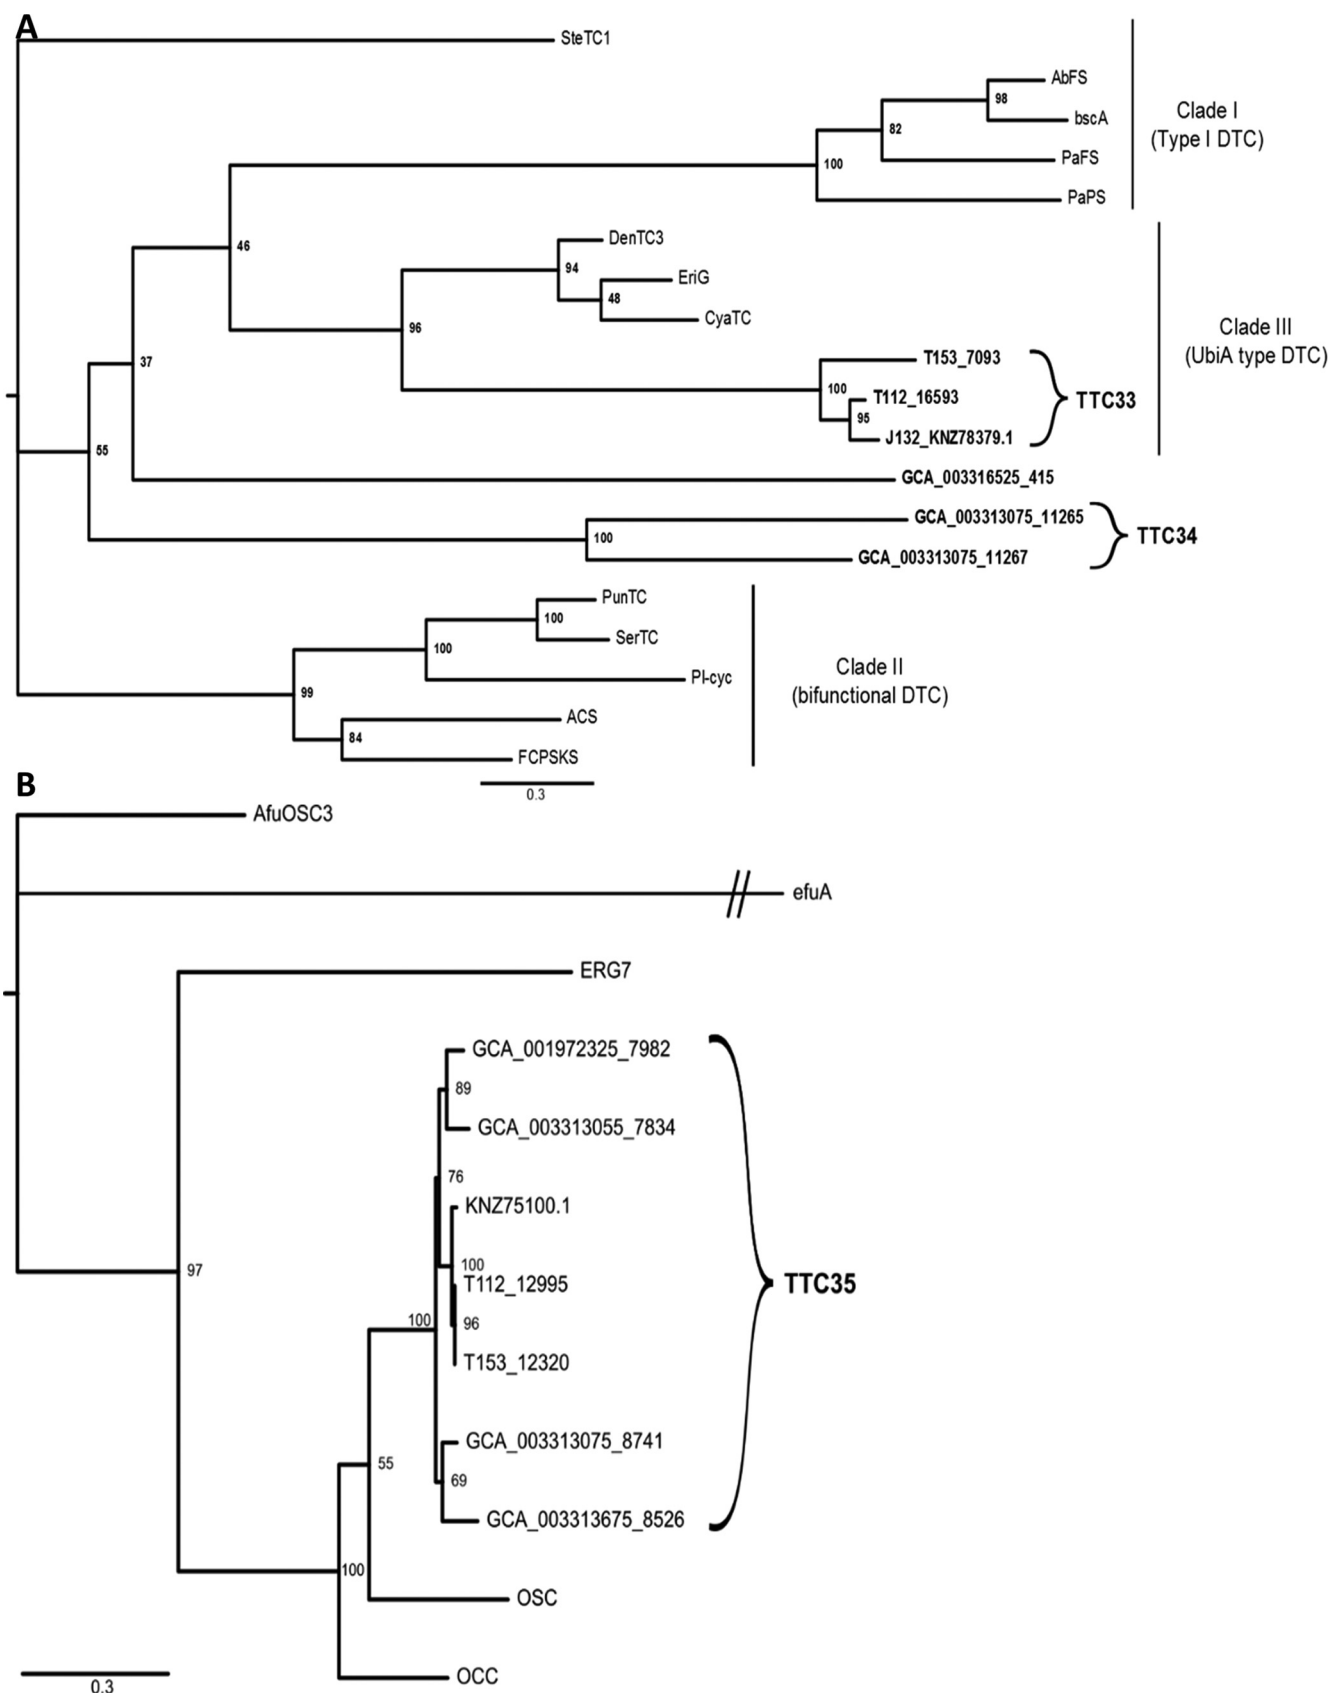 A
SteTC1
AbFS
98
bscA
82
Clade I
(Type I DTC)
PaFS
100
PaPS
DenTC3
46
94
EriG
48
CyaTC
96
Clade III
(UbiA type DTC)
T153_7093
37
100
T112_16593
TTC33
95
J132_KNZ78379.1
55
GCA_003316525_415
GCA_003313075_11265
100
TTC34
GCA_003313075_11267
PunTC
100
SerTC
100
Clade II
(bifunctional DTC)
PI-cyc
99
ACS
84
FCPSKS
0.3
B
AfuOSC3
efuA
ERG7
GCA_001972325_7982
89
GCA_003313055_7834
76
KNZ75100.1
100
T112_12995
TTC35
97
100
96
T153_12320
GCA_003313075_8741
55
69
GCA_003313675_8526
100
OSC
OCC
0.3